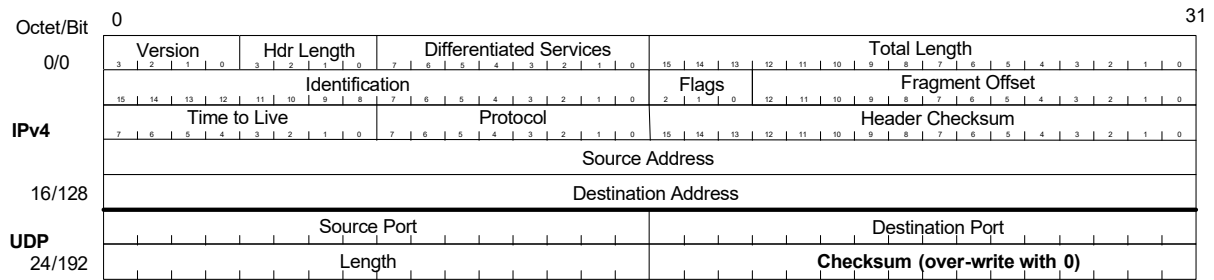 Octet/Bit 0 31
0/0 Version Hdr Length Differentiated Services Total Length
3 2 1 0 3 2 1 0 7 6 5 4 3 2 1 0 15 14 13 12 11 10 9 8 7 6 5 4 3 2 1 0
Identification Flags Fragment Offset
15 14 13 12 11 10 9 8 7 6 5 4 3 2 1 0 2 1 0 12 11 10 9 8 7 6 5 4 3 2 1 0
IPv4 Time to Live Protocol Header Checksum
7 6 5 4 3 2 1 0 7 6 5 4 3 2 1 0 15 14 13 12 11 10 9 8 7 6 5 4 3 2 1 0
Source Address
16/128 Destination Address
UDP Source Port Destination Port
24/192 Length Checksum (over-write with 0)